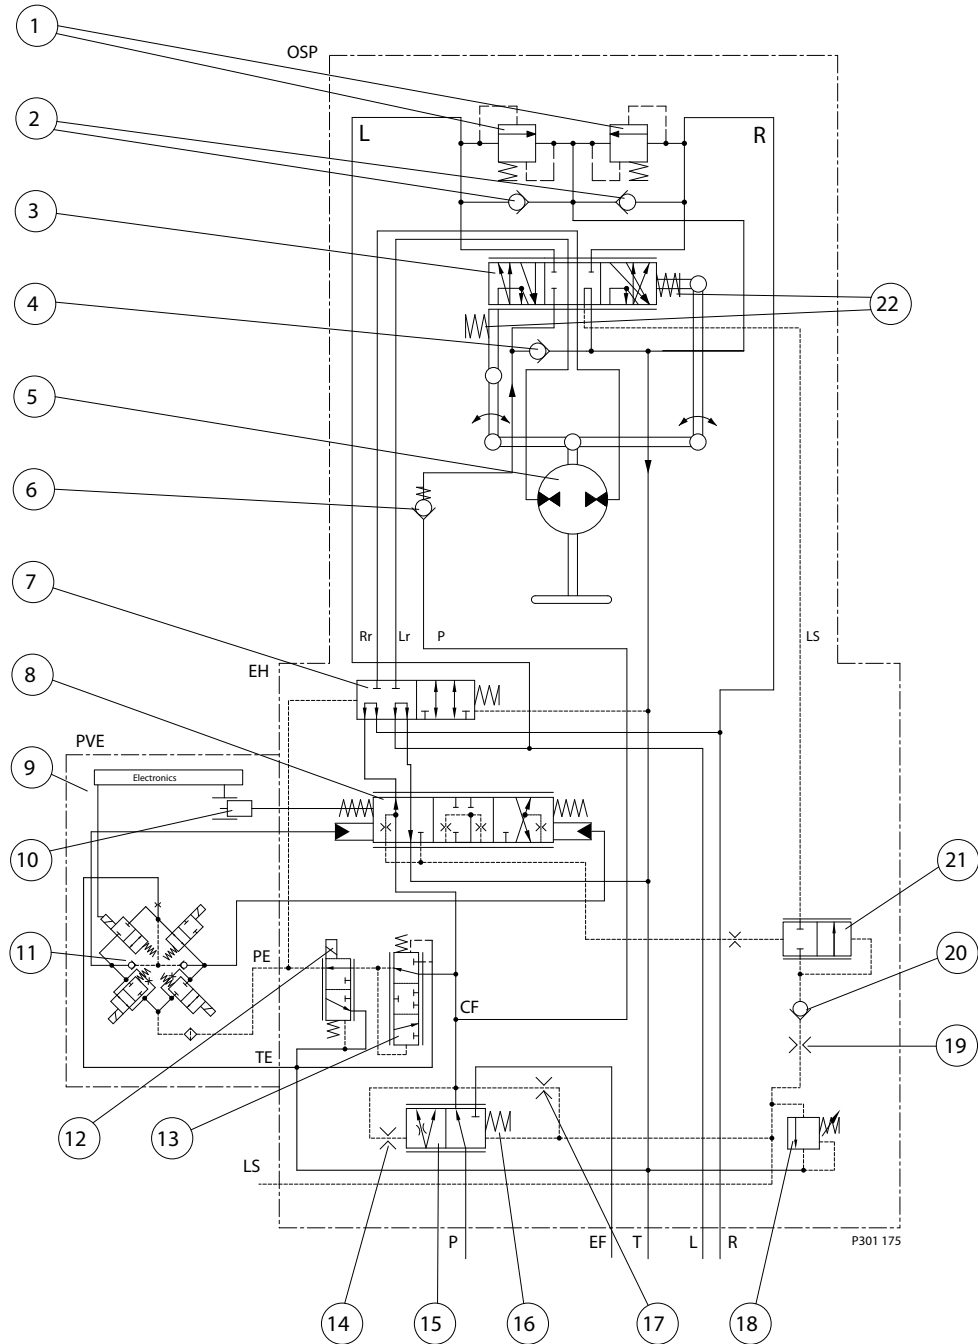 1
OSP
2
L
R
3
4
22
5
6
7
Rr
Lr
P
LS
EH
8
PVE
9
Electronics
10
21
11
PE
20
CF
TE
19
12
13
LS
P
EF
T
L
R
P301 175
14
15
16
17
18